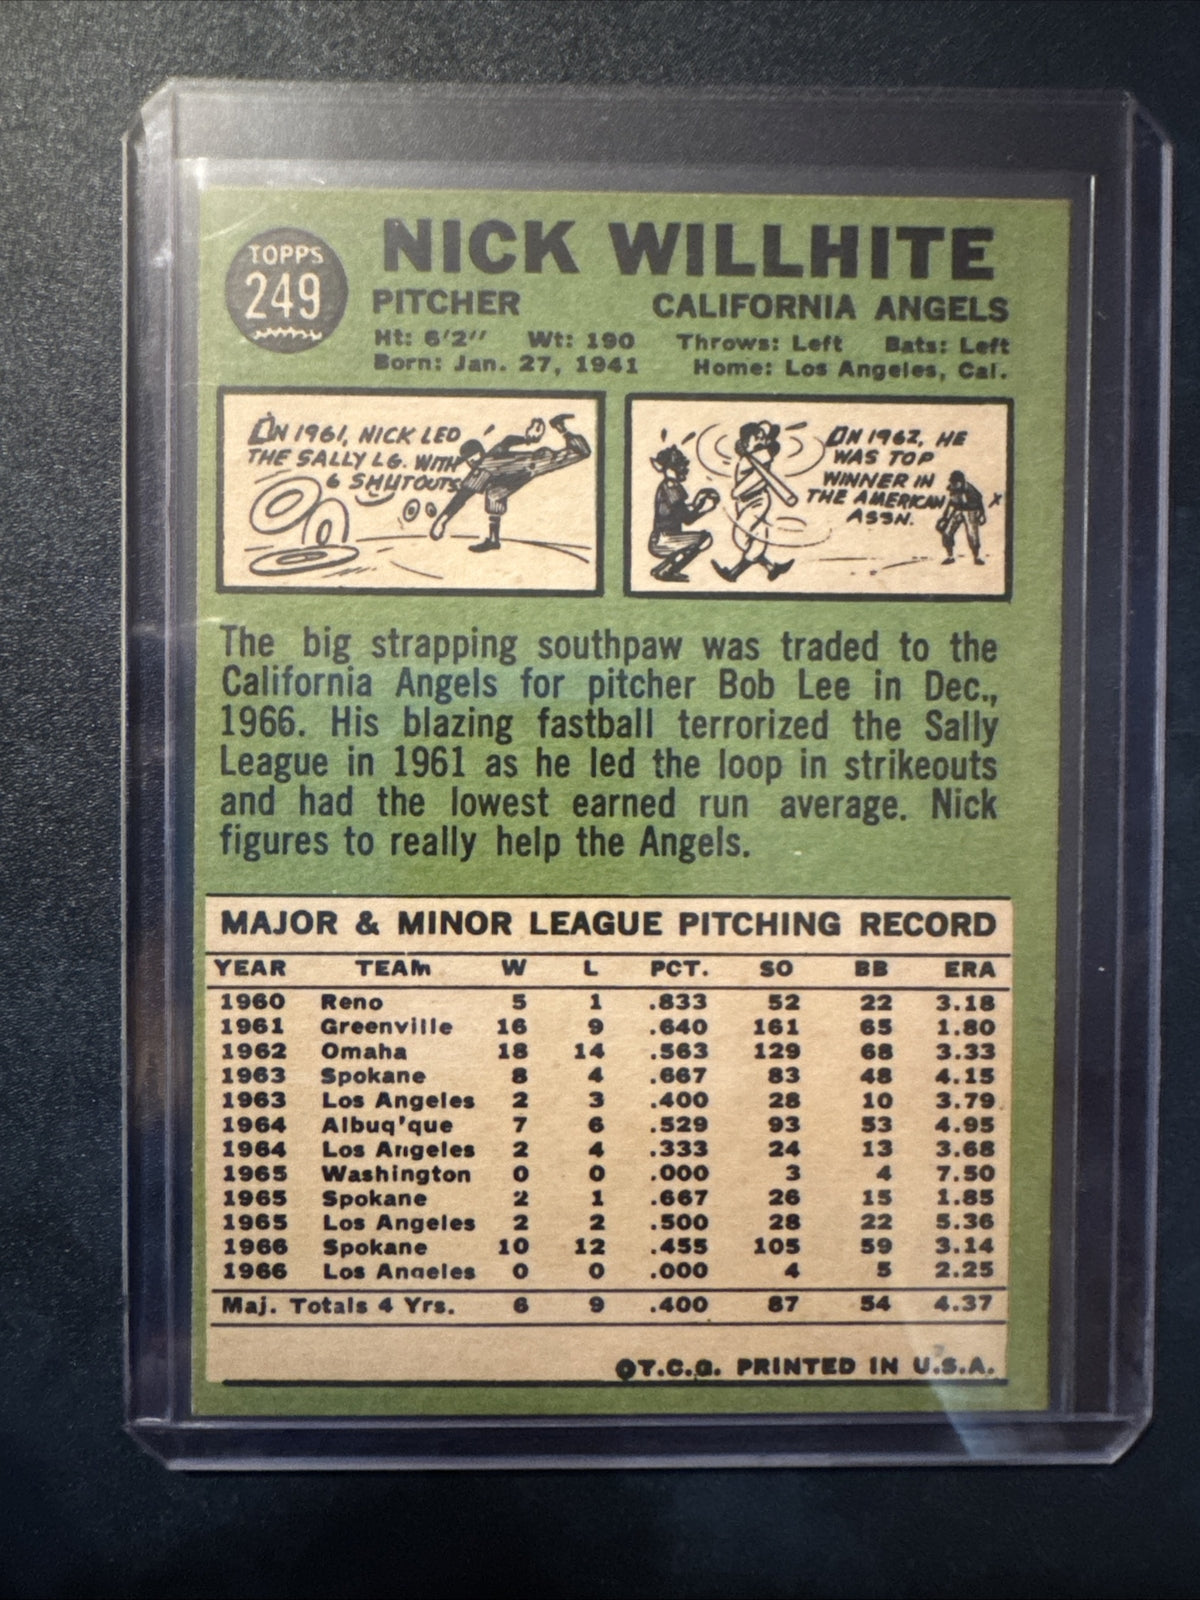 TOPPS
249
NICK WILLHITE
PITCHER CALIFORNIA ANGELS
Ht: 6'2" Wt: 190 Throws: Left Bats: Left
Born: Jan. 27, 1941 Home: Los Angeles, Cal.
IN 1961, NICK LED
THE SALLY LG. WITH
6 SHUTOUTS
IN 1962, HE
WAS TOP
WINNER IN
THE AMERICAN
ASSN.
The big strapping southpaw was traded to the
California Angels for pitcher Bob Lee in Dec.,
1966. His blazing fastball terrorized the Sally
League in 1961 as he led the loop in strikeouts
and had the lowest earned run average. Nick
figures to really help the Angels.
MAJOR & MINOR LEAGUE PITCHING RECORD
YEAR TEAM W L PCT. SO BB ERA
1960 Reno 5 1 .833 52 22 3.18
1961 Greenville 16 9 .640 161 65 1.80
1962 Omaha 18 14 .563 129 68 3.33
1963 Spokane 8 4 .667 83 48 4.15
1963 Los Angeles 2 3 .400 28 10 3.79
1964 Albuq'que 7 6 .529 93 53 4.95
1964 Los Angeles 2 4 .333 24 13 3.68
1965 Washington 0 0 .000 3 4 7.50
1965 Spokane 2 1 .667 26 15 1.85
1965 Los Angeles 2 2 .500 28 22 5.36
1966 Spokane 10 12 .455 105 59 3.14
1966 Los Angeles 0 0 .000 4 5 2.25
Maj. Totals 4 Yrs. 6 9 .400 87 54 4.37
©T.C.G. PRINTED IN U.S.A.